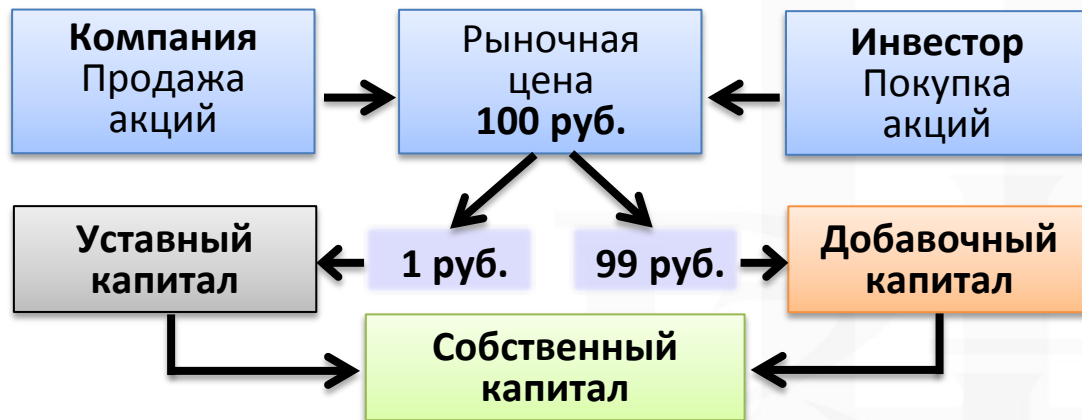 Компания
Продажа
акций
Рыночная
цена
100 руб.
Инвестор
Покупка
акций
Уставный
капитал
1 руб.
99 руб.
Добавочный
капитал
Собственный
капитал